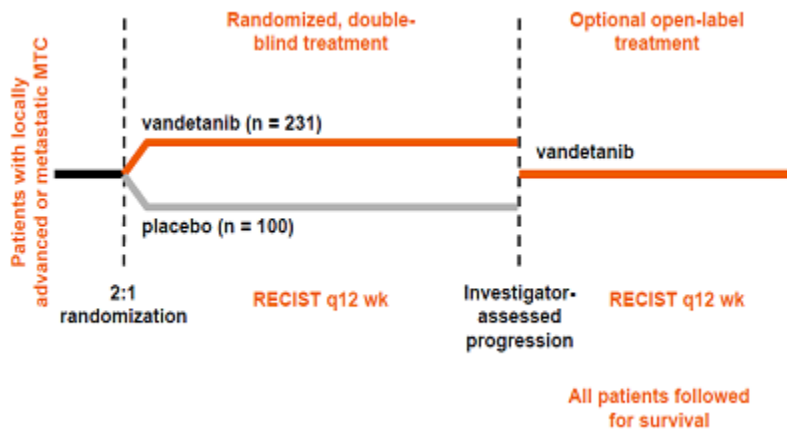 Patients with locally
advanced or metastatic MTC
Randomized, double-
blind treatment
Optional open-label
treatment
vandetanib (n = 231)
vandetanib
placebo (n = 100)
2:1
randomization
RECIST q12 wk
Investigator-
assessed
progression
RECIST q12 wk
All patients followed
for survival